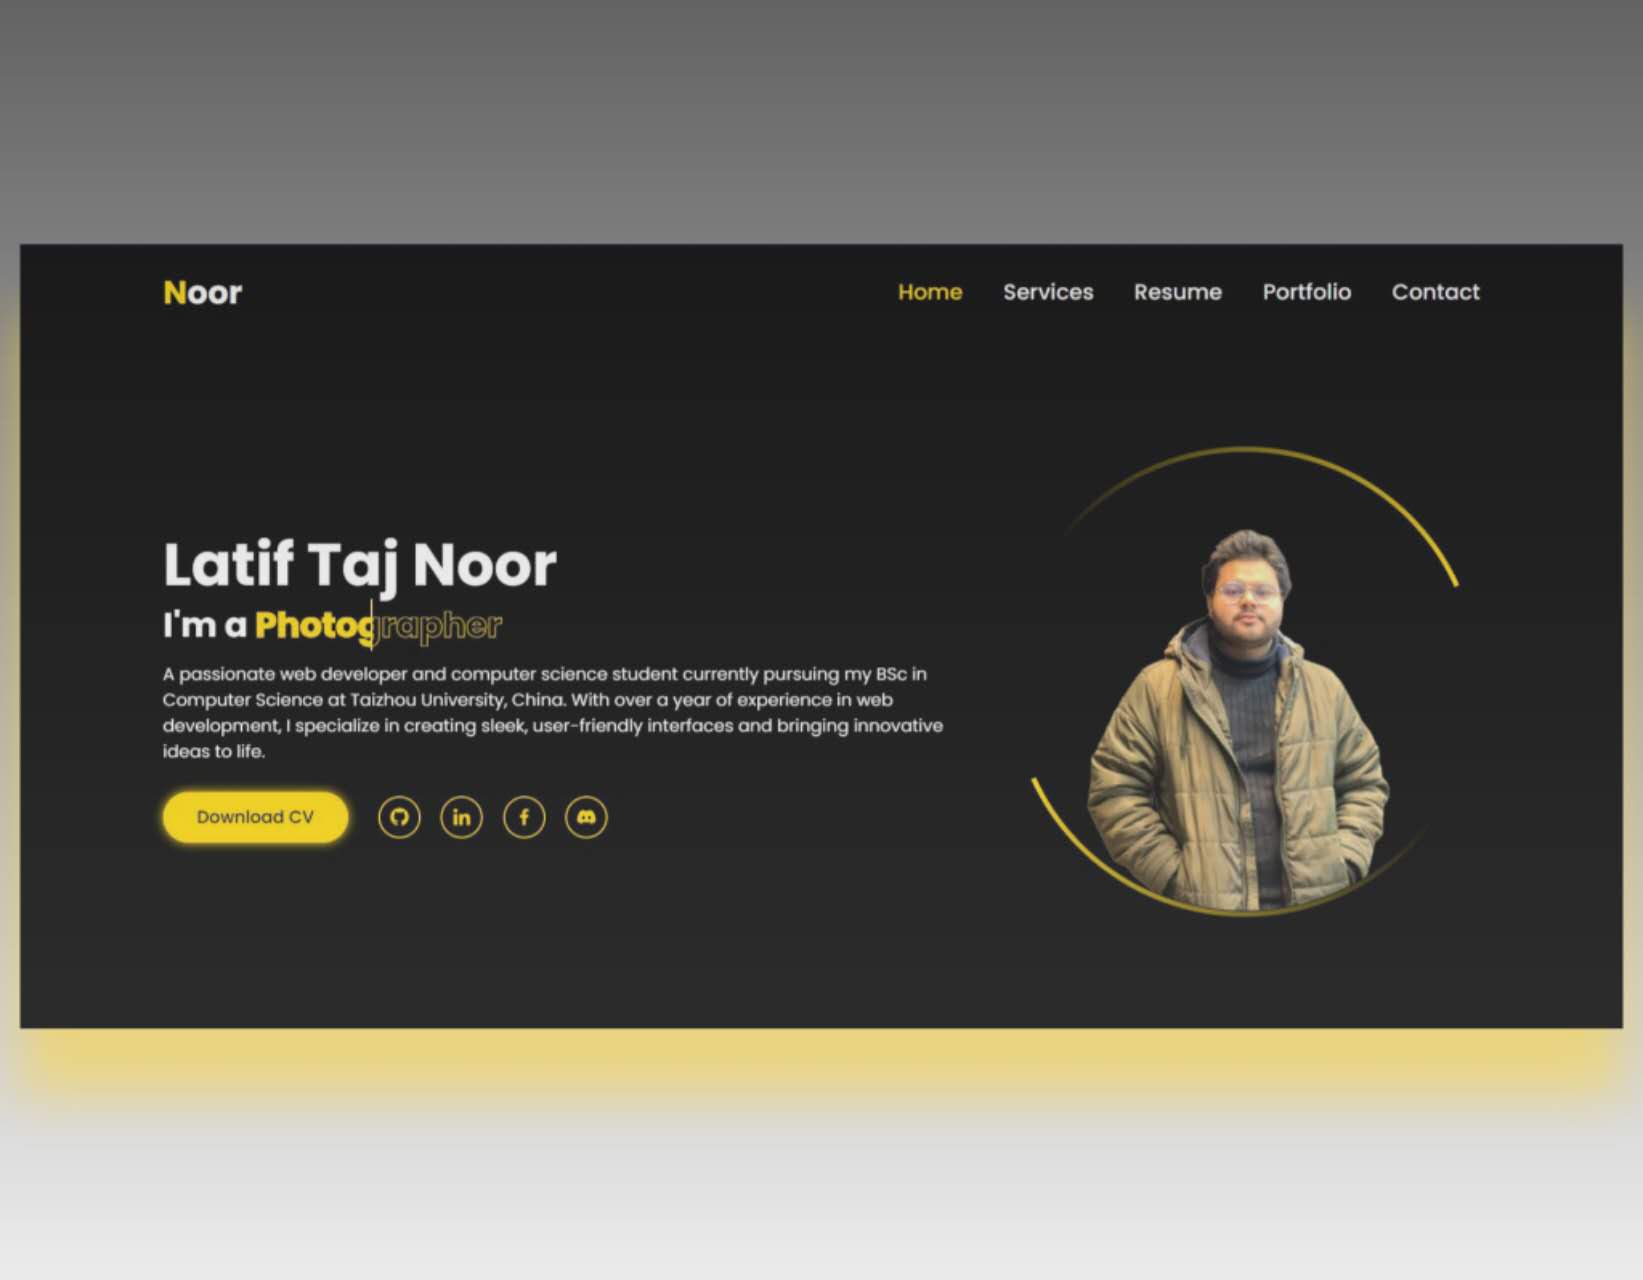 Noor
Home Services Resume Portfolio Contact
Latif Taj Noor
I'm a Photographer
A passionate web developer and computer science student currently pursuing my BSc in
Computer Science at Taizhou University, China. With over a year of experience in web
development, I specialize in creating sleek, user-friendly interfaces and bringing innovative
ideas to life.
Download CV
in f